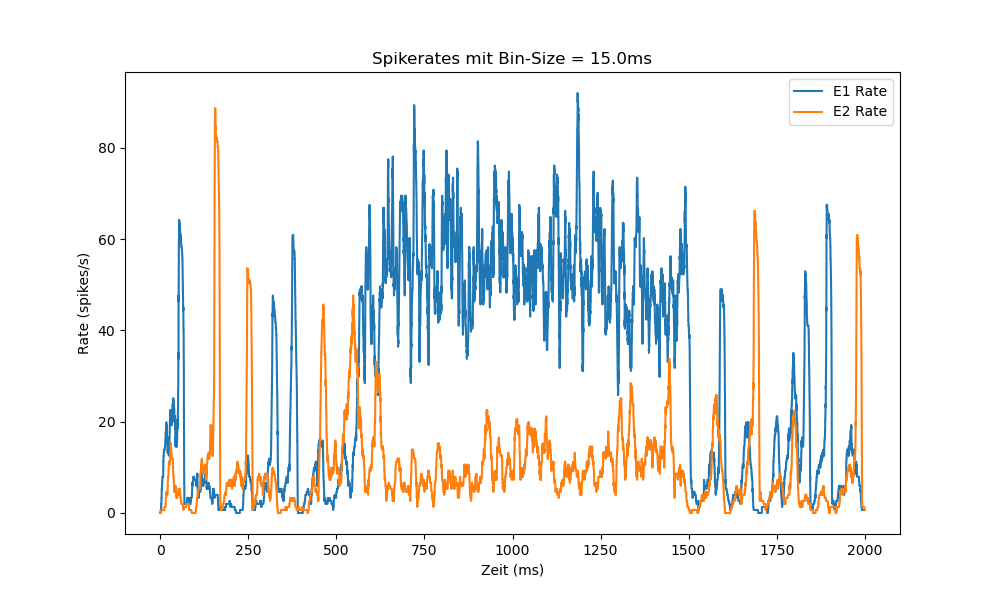 Spikerates mit Bin-Size = 15.0ms
E1 Rate
E2 Rate
Rate (spikes/s)
80
60
40
20
0
0 250 500 750 1000 1250 1500 1750 2000
Zeit (ms)